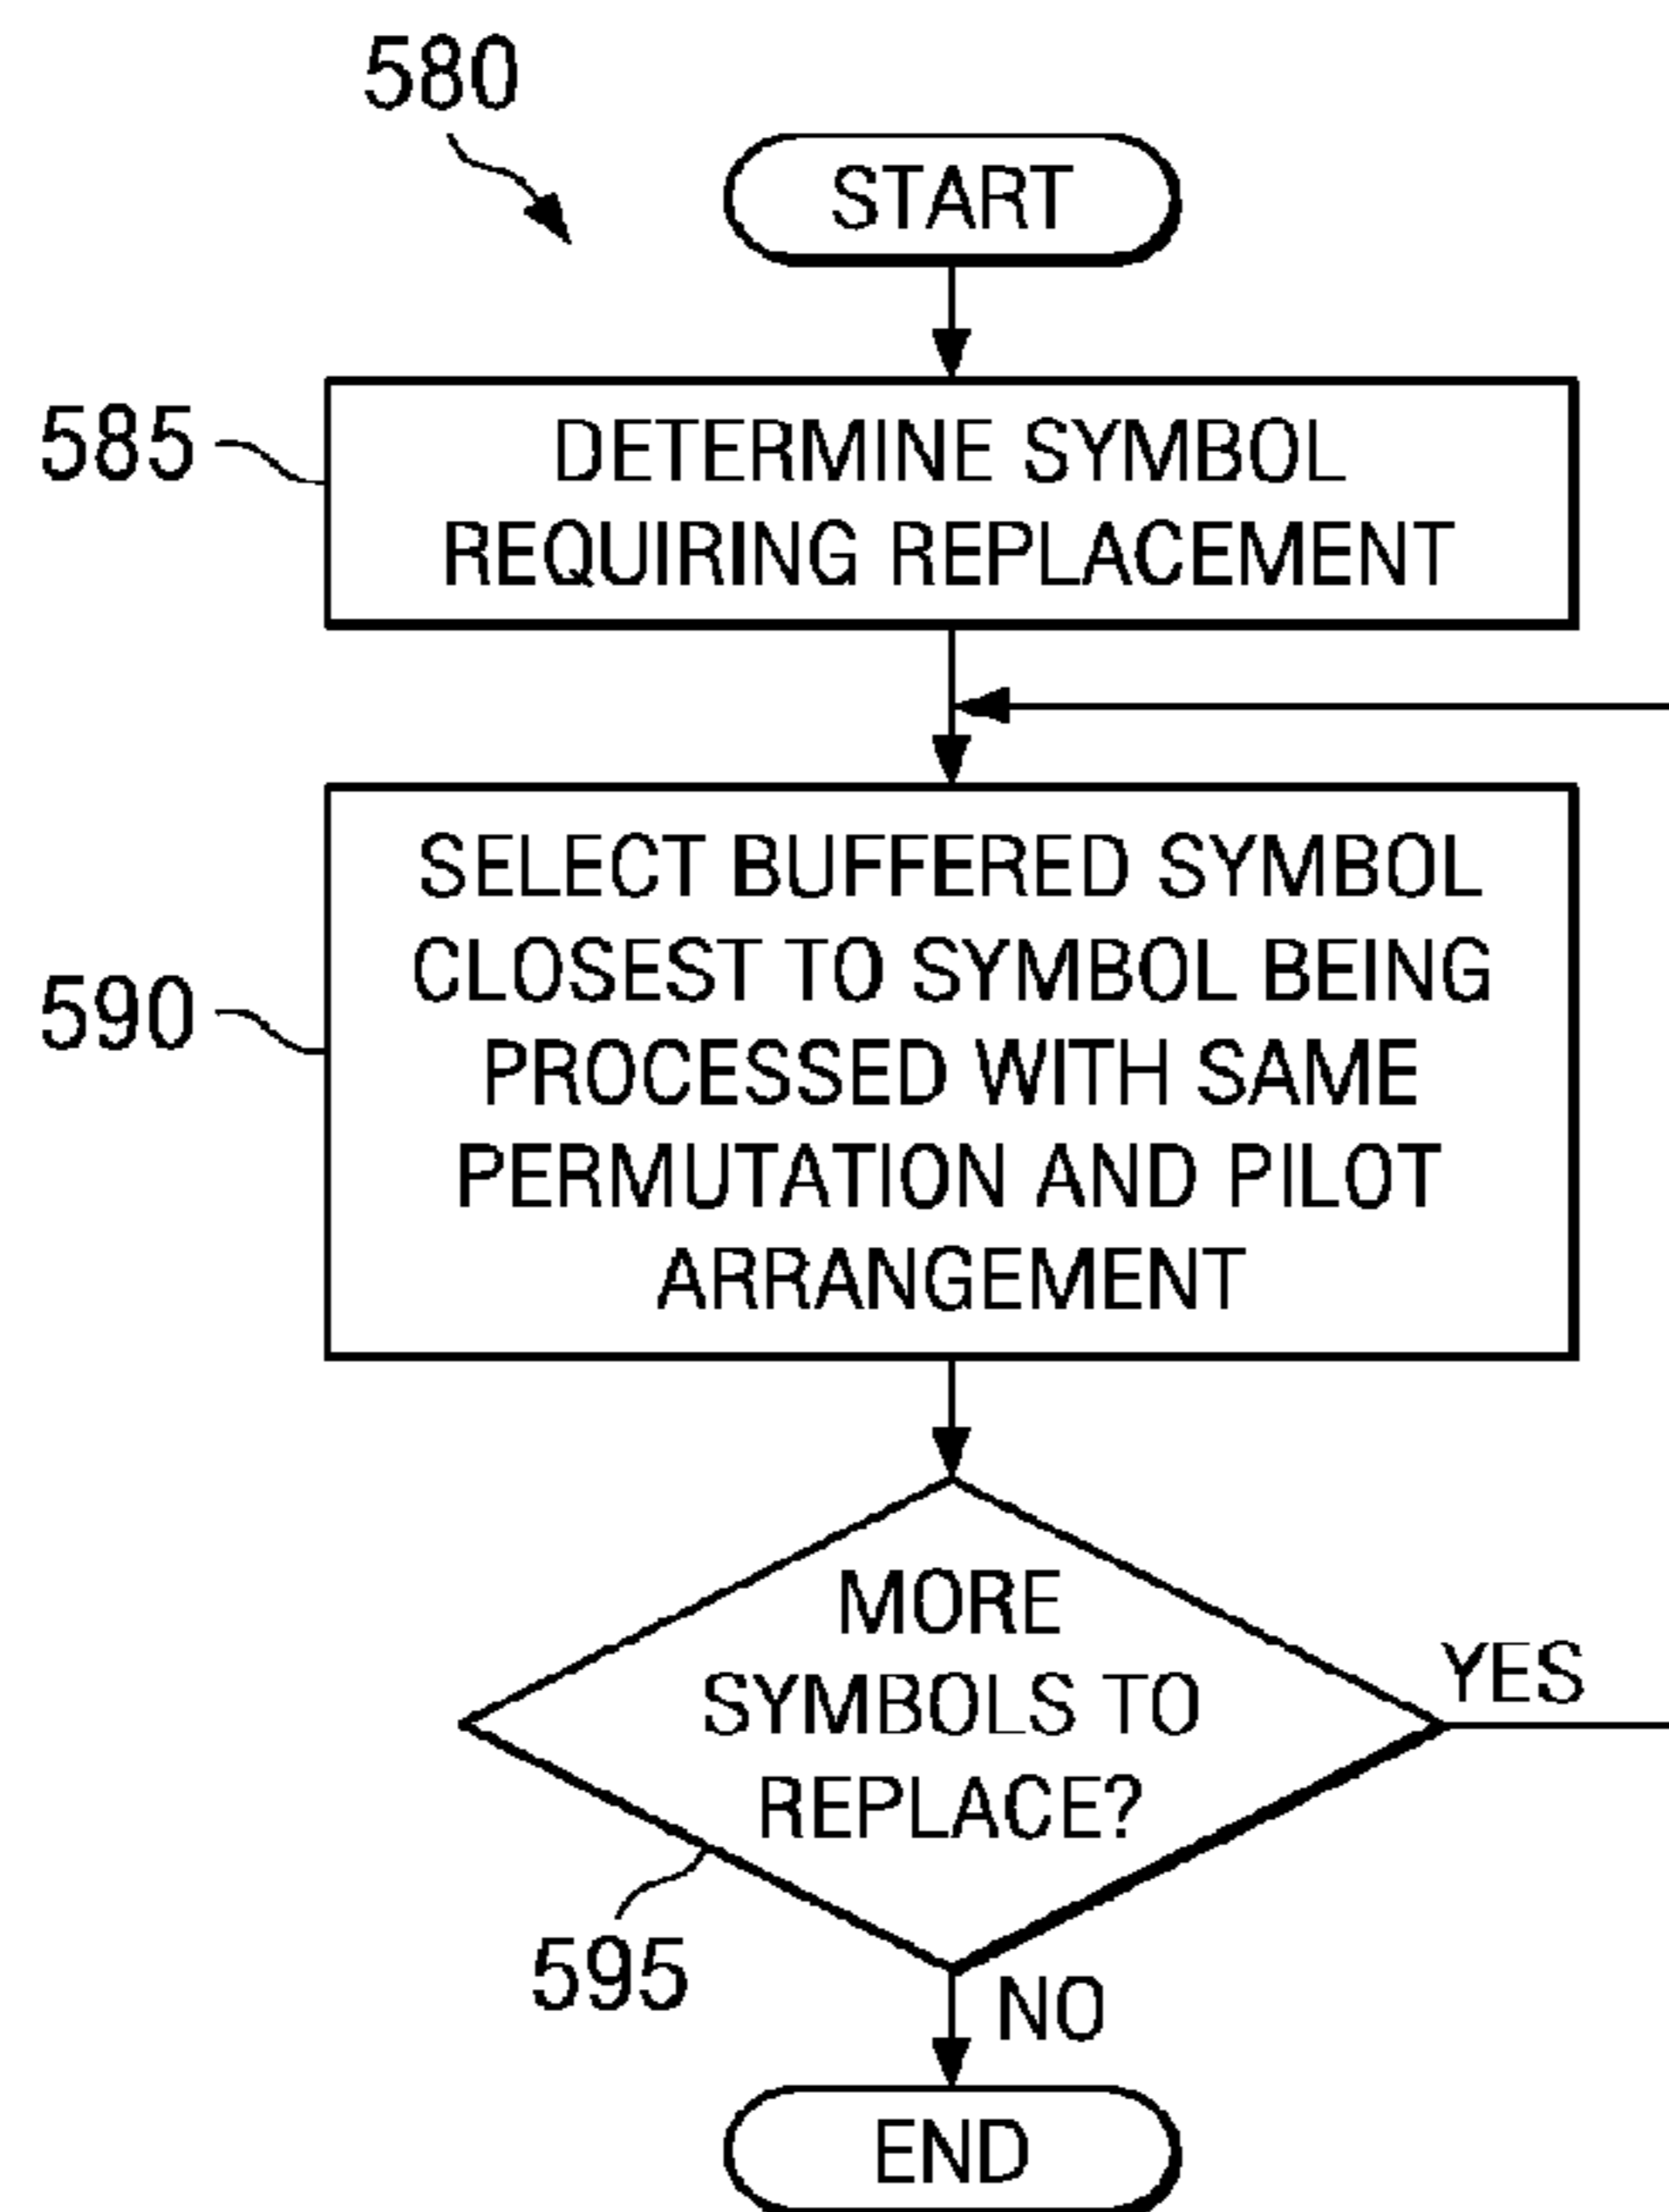 580
START
585
DETERMINE SYMBOL
REQUIRING REPLACEMENT
590
SELECT BUFFERED SYMBOL
CLOSEST TO SYMBOL BEING
PROCESSED WITH SAME
PERMUTATION AND PILOT
ARRANGEMENT
MORE
SYMBOLS TO
REPLACE?
YES
595
NO
END